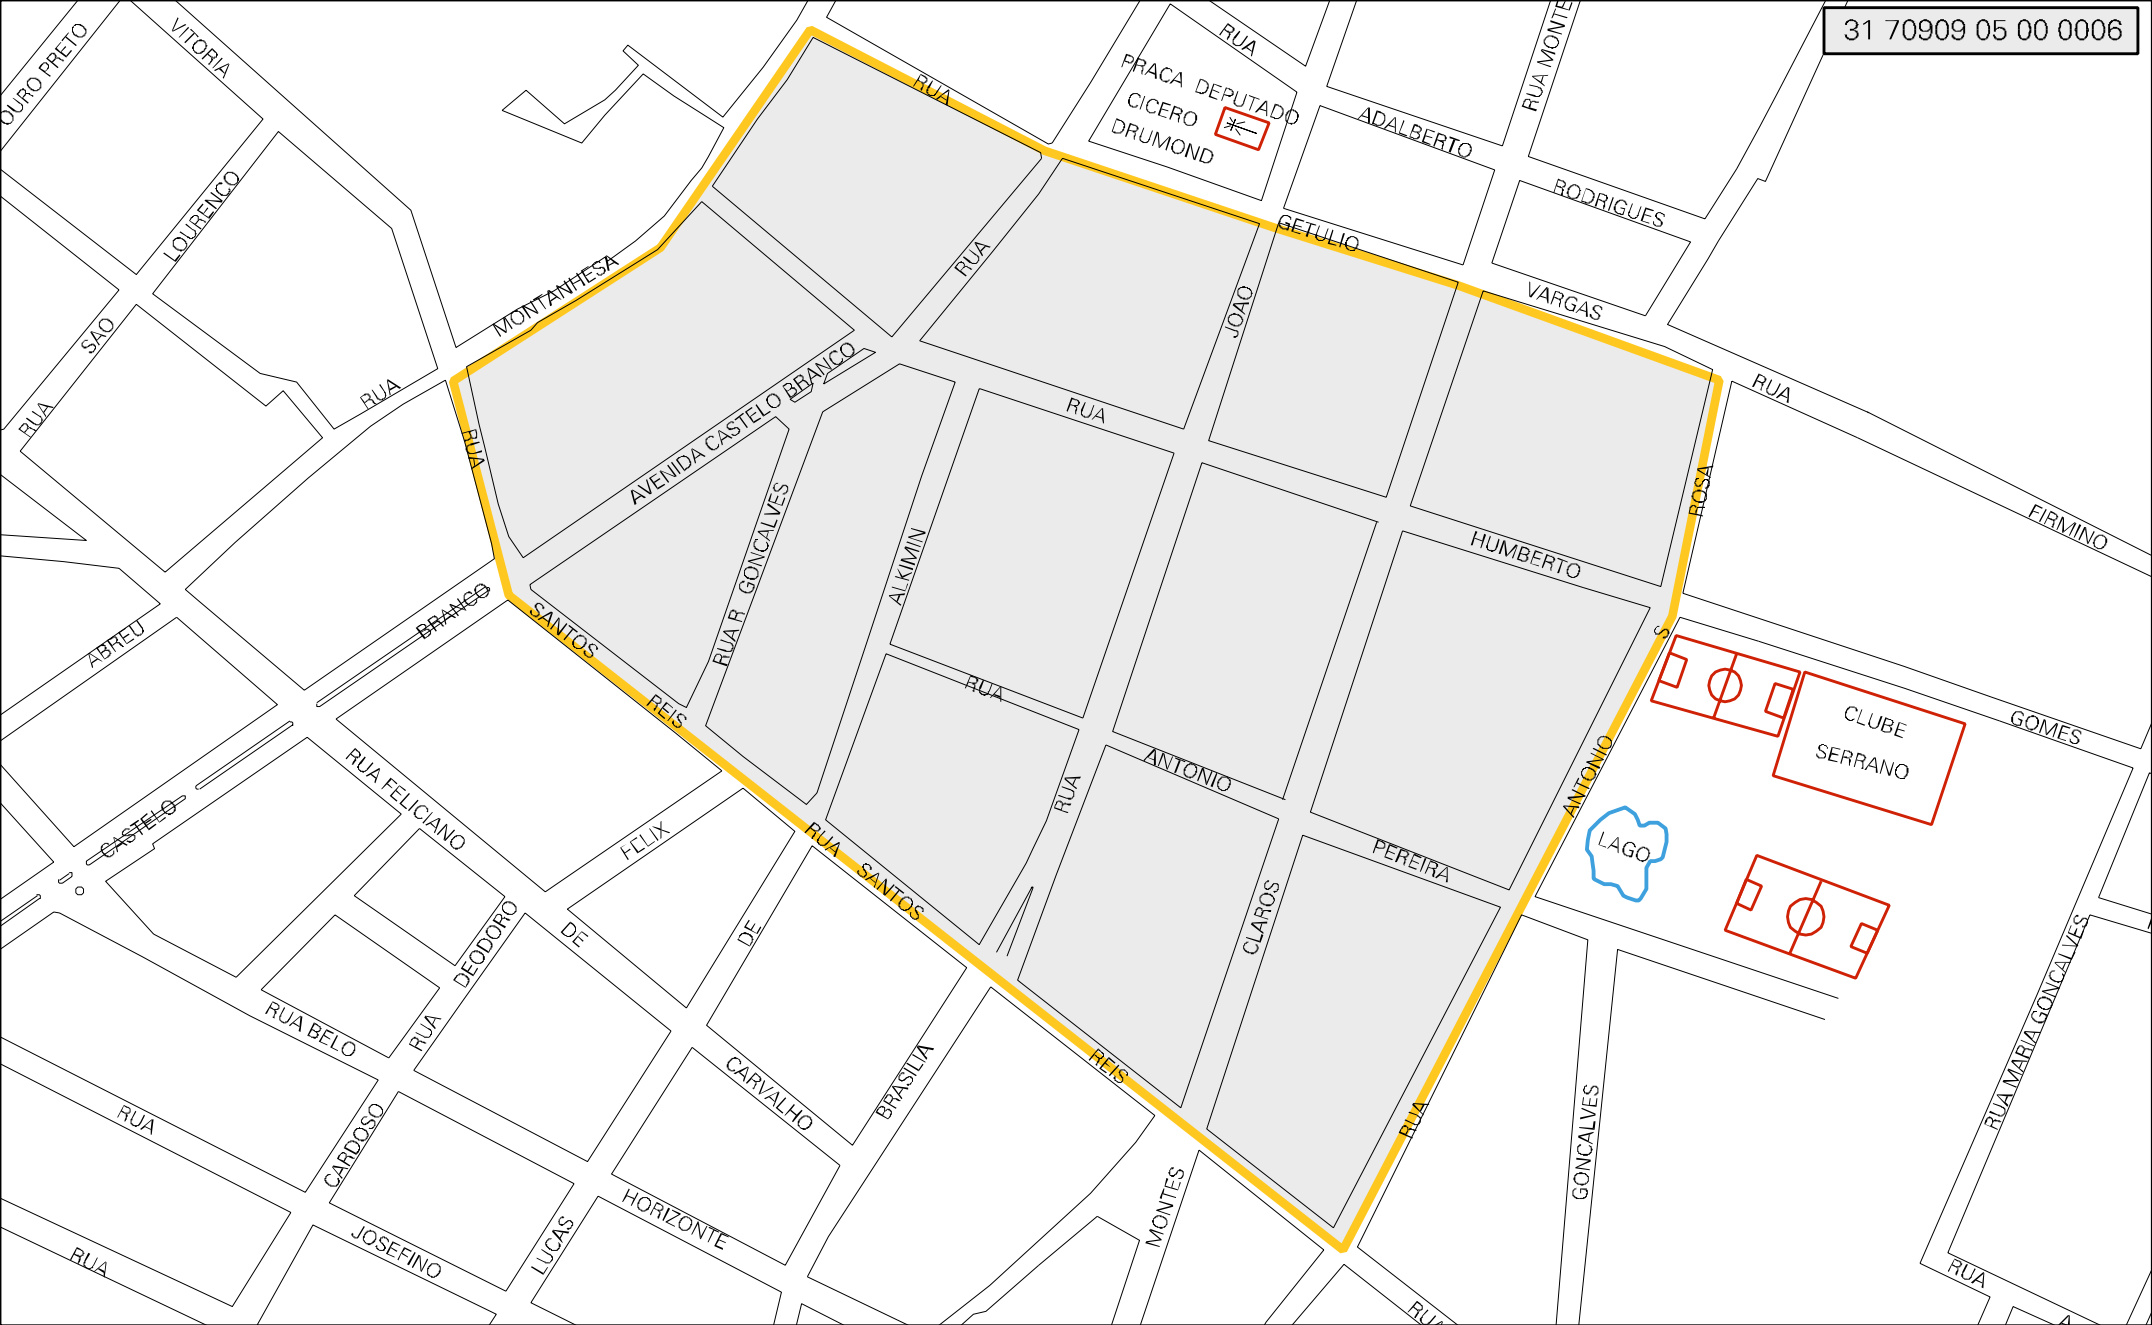 31 70909 05 00 0006
OURO PRETO
VITORIA
RUA
PRACA DEPUTADO
CICERO
DRUMOND
RUA
RUA MONTE
ADALBERTO
RODRIGUES
LOURENCO
SAO
RUA
MONTANHESA
RUA
RUA
RUA
JOAO
GETULIO
VARGAS
RUA
FIRMINO
RUA
AVENIDA CASTELO BRANCO
RUA
HUMBERTO
ROSA
S
ANTONIO
RUA
RUA R GONCALVES
ALKIMIN
RUA
ANTONIO
PEREIRA
RUA
CLAROS
SANTOS
REIS
RUA
SANTOS
REIS
ABREU
BRANCO
CASTELO
RUA FELICIANO
FELIX
DE
DE
DEODORO
RUA
RUA BELO
CARVALHO
BRASILIA
RUA
CARDOSO
JOSEFINO
LUCAS
HORIZONTE
RUA
MONTES
RUA
CLUBE
SERRANO
LAGO
GOMES
GONCALVES
RUA MARIA GONCALVES
RUA